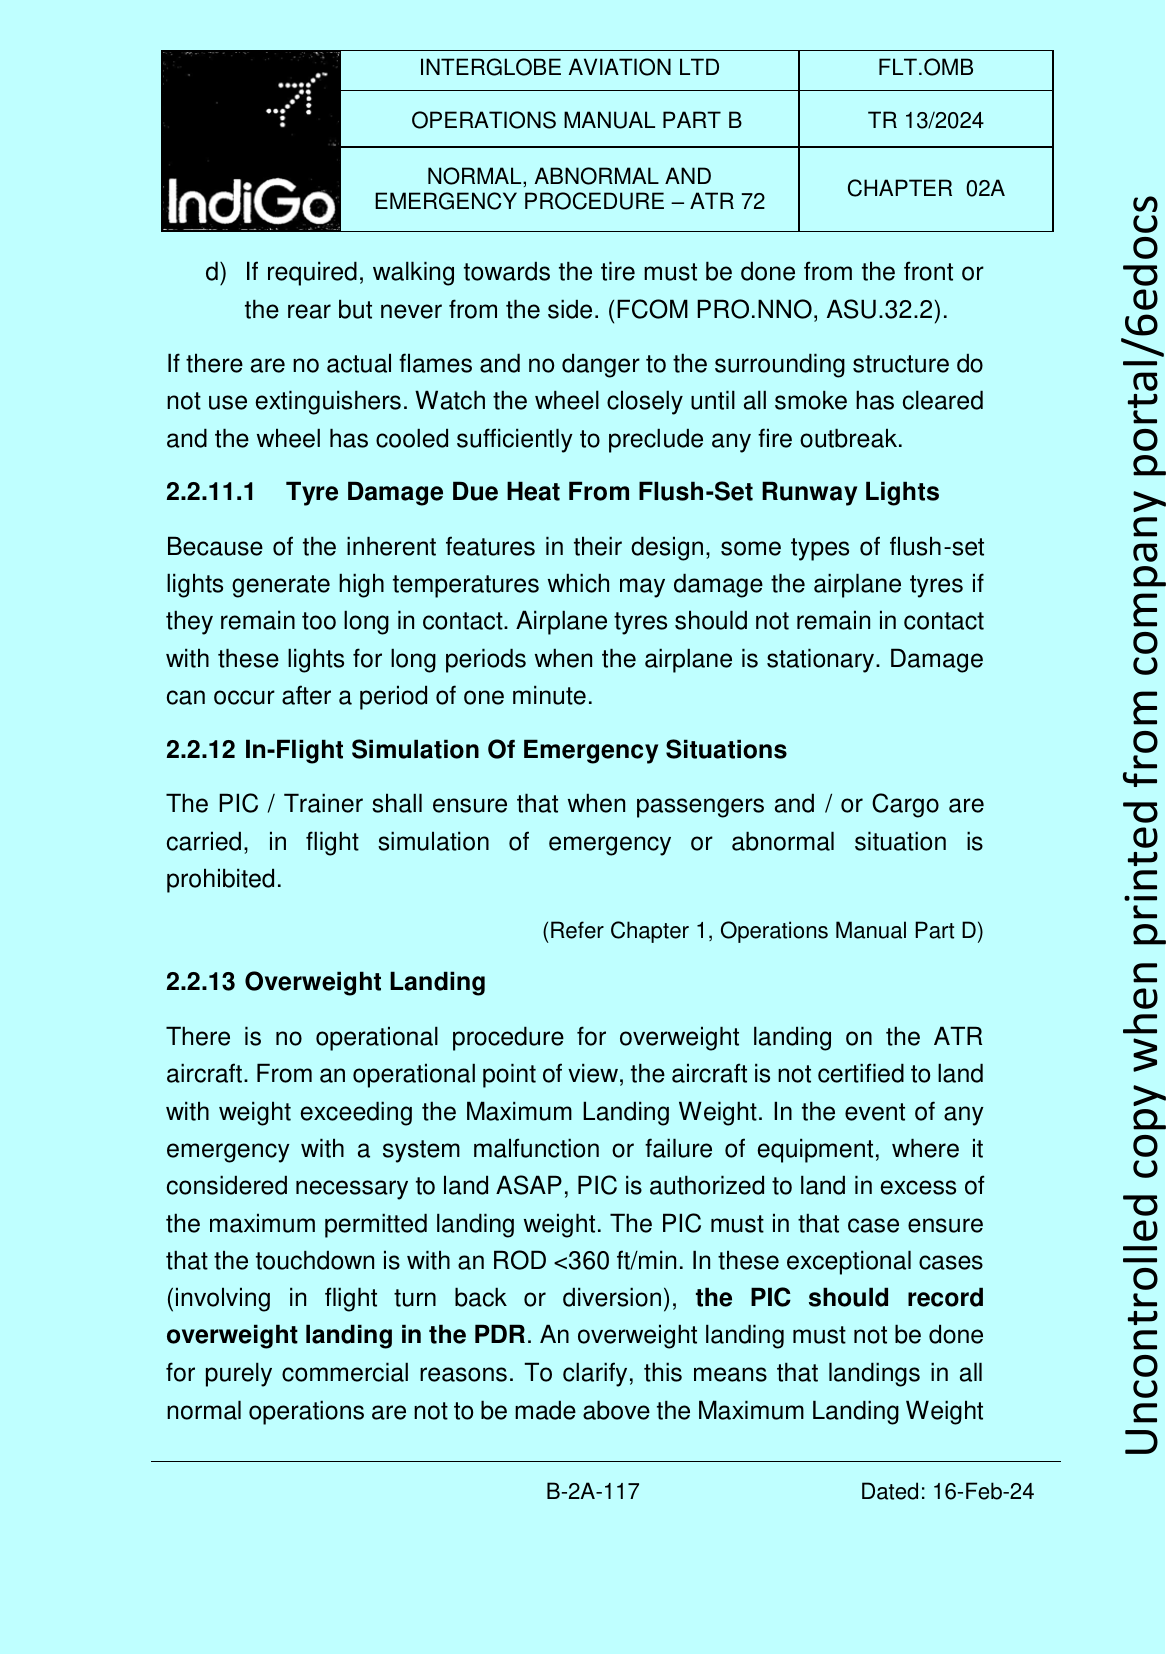 INTERGLOBE AVIATION LTD
FLT.OMB
OPERATIONS MANUAL PART B
TR 13/2024
NORMAL, ABNORMAL AND
EMERGENCY PROCEDURE – ATR 72
CHAPTER 02A
IndiGo
d) If required, walking towards the tire must be done from the front or
the rear but never from the side. (FCOM PRO.NNO, ASU.32.2).
If there are no actual flames and no danger to the surrounding structure do
not use extinguishers. Watch the wheel closely until all smoke has cleared
and the wheel has cooled sufficiently to preclude any fire outbreak.
2.2.11.1 Tyre Damage Due Heat From Flush-Set Runway Lights
Because of the inherent features in their design, some types of flush-set
lights generate high temperatures which may damage the airplane tyres if
they remain too long in contact. Airplane tyres should not remain in contact
with these lights for long periods when the airplane is stationary. Damage
can occur after a period of one minute.
2.2.12 In-Flight Simulation Of Emergency Situations
The PIC / Trainer shall ensure that when passengers and / or Cargo are
carried, in flight simulation of emergency or abnormal situation is
prohibited.
(Refer Chapter 1, Operations Manual Part D)
2.2.13 Overweight Landing
There is no operational procedure for overweight landing on the ATR
aircraft. From an operational point of view, the aircraft is not certified to land
with weight exceeding the Maximum Landing Weight. In the event of any
emergency with a system malfunction or failure of equipment, where it
considered necessary to land ASAP, PIC is authorized to land in excess of
the maximum permitted landing weight. The PIC must in that case ensure
that the touchdown is with an ROD <360 ft/min. In these exceptional cases
(involving in flight turn back or diversion), the PIC should record
overweight landing in the PDR. An overweight landing must not be done
for purely commercial reasons. To clarify, this means that landings in all
normal operations are not to be made above the Maximum Landing Weight
B-2A-117
Dated: 16-Feb-24
Uncontrolled copy when printed from company portal/6edocs